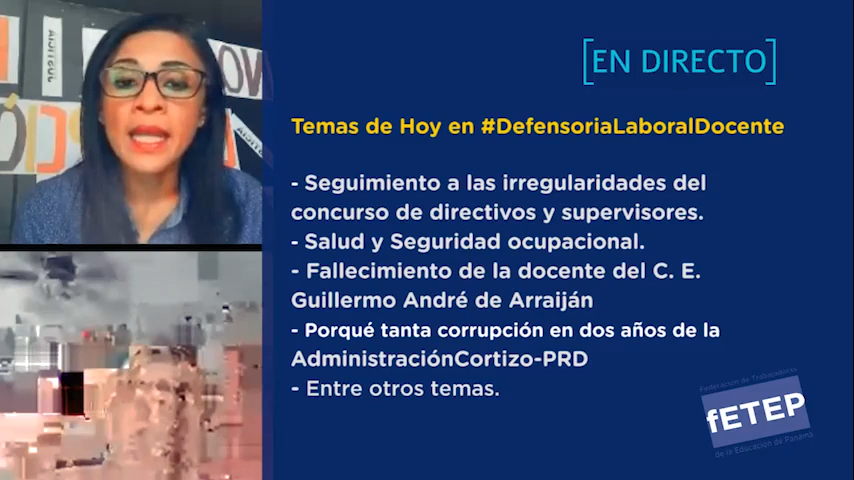 [EN DIRECTO]
Temas de Hoy en #DefensoriaLaboralDocente
- Seguimiento a las irregularidades del
concurso de directivos y supervisores.
- Salud y Seguridad ocupacional.
- Fallecimiento de la docente del C. E.
Guillermo André de Arraiján
- Porqué tanta corrupción en dos años de la
AdministraciónCortizo-PRD
- Entre otros temas.
Federación de Trabajadores
fETEP
de la Educación de Panamá